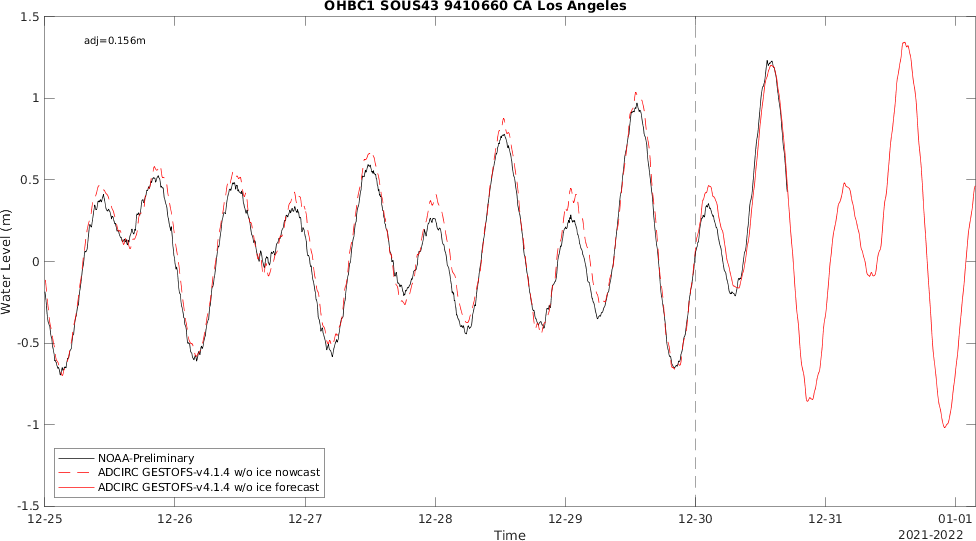 OHBC1 SOUS43 9410660 CA Los Angeles
1.5
adj=0.156m
1
0.5
0
-0.5
-1
-1.5
Water Level (m)
NOAA-Preliminary
ADCIRC GESTOFS-v4.1.4 w/o ice nowcast
ADCIRC GESTOFS-v4.1.4 w/o ice forecast
12-25 12-26 12-27 12-28 12-29 12-30 12-31 01-01
Time
2021-2022